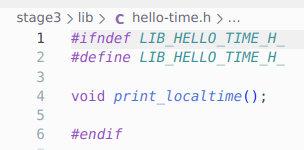 stage3 > lib > C hello-time.h > ...
1 #ifndef LIB_HELLO_TIME_H_
2 #define LIB_HELLO_TIME_H_
3
4 void print_localtime();
5
6 #endif